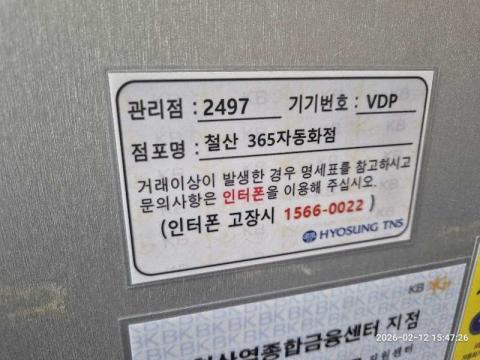 관리점 : 2497 기기번호 : VDP
점포명 : 철산 365자동화점
거래이상이 발생한 경우 명세표를 참고하시고
문의사항은 인터폰을 이용해 주십시오.
(인터폰 고장시 1566-0022 )
HYOSUNG TNS
KB
산역종합금융센터 지점
2026-02-12 15:47:26